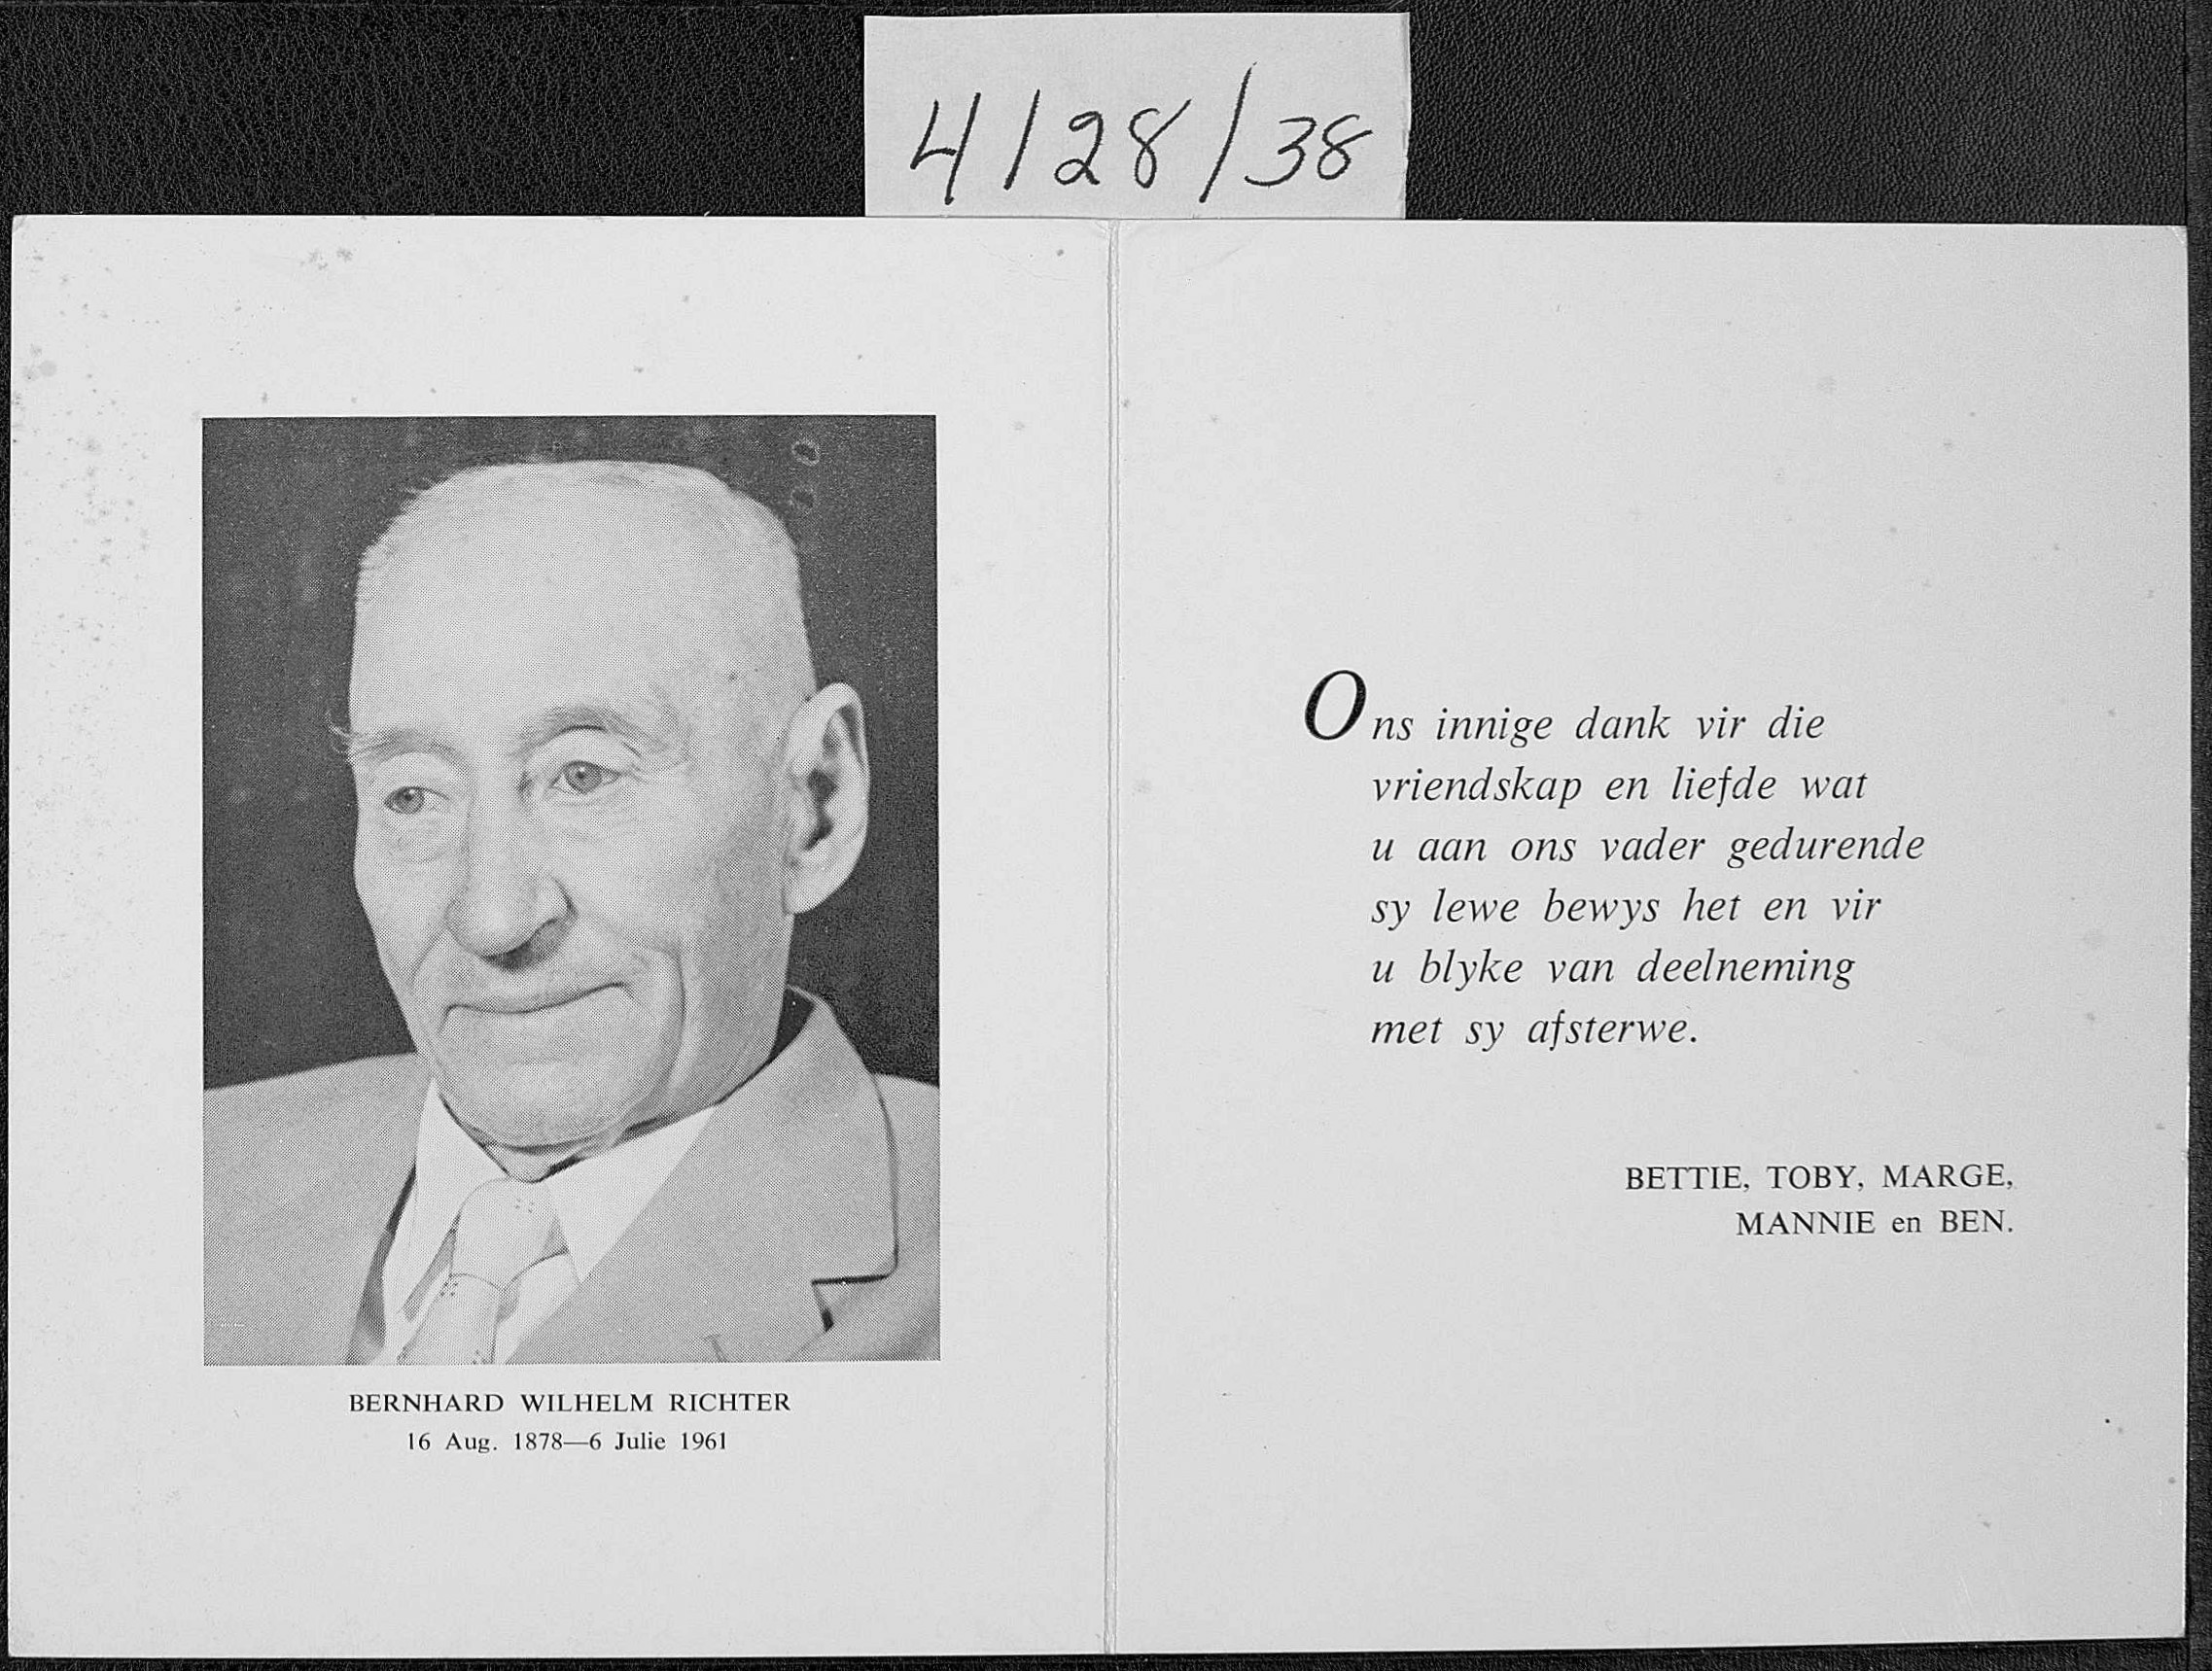 4/28/38
BERNHARD WILHELM RICHTER
16 Aug. 1878—6 Julie 1961
Ons innige dank vir die
vriendskap en liefde wat
u aan ons vader gedurende
sy lewe bewys het en vir
u blyke van deelneming
met sy afsterwe.
BETTIE, TOBY, MARGE,
MANNIE en BEN.